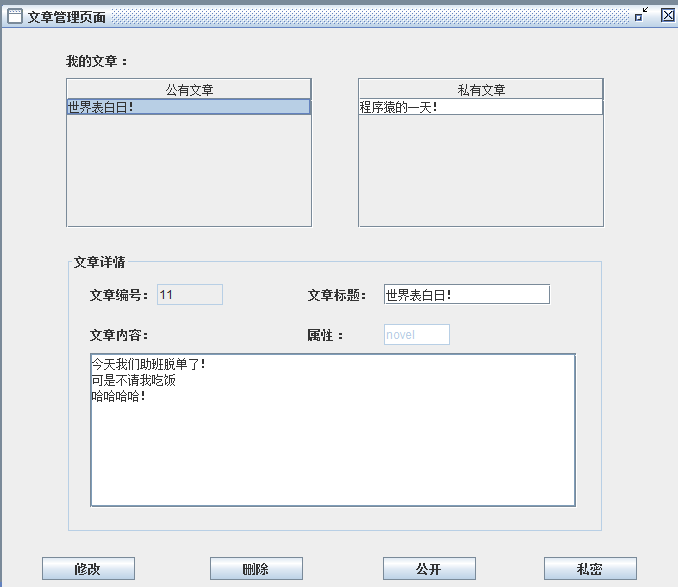 文章管理页面
我的文章：
公有文章 私有文章
世界表白日! 程序猿的一天!
文章详情
文章编号: 11 文章标题: 世界表白日!
文章内容: 属性： novel
今天我们助班脱单了!
可是不请我吃饭
哈哈哈哈!
修改 删除 公开 私密